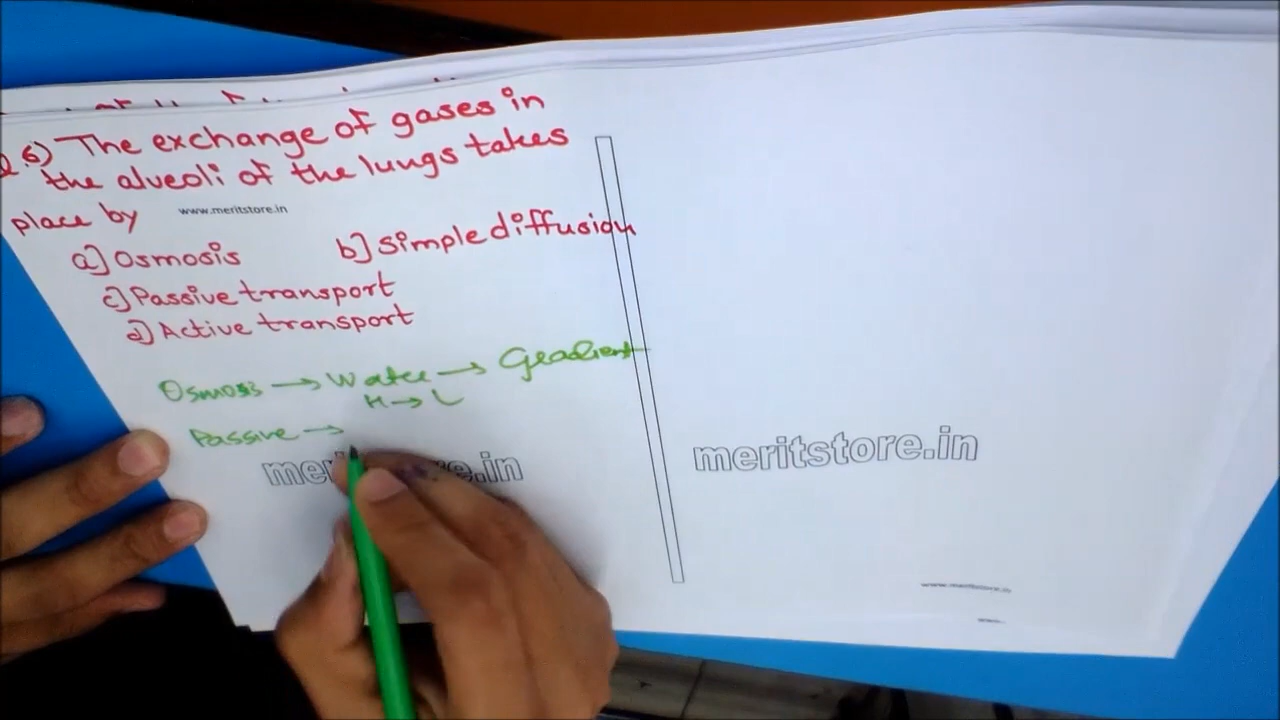 Q.6) The exchange of gases in
the alveoli of the lungs takes
place by www.meritstore.in
a] Osmosis b] Simple diffusion
c] Passive transport
d] Active transport
Osmosis → Water → Gradient
H → L
Passive →
meritstore.in
www.meritstore.in